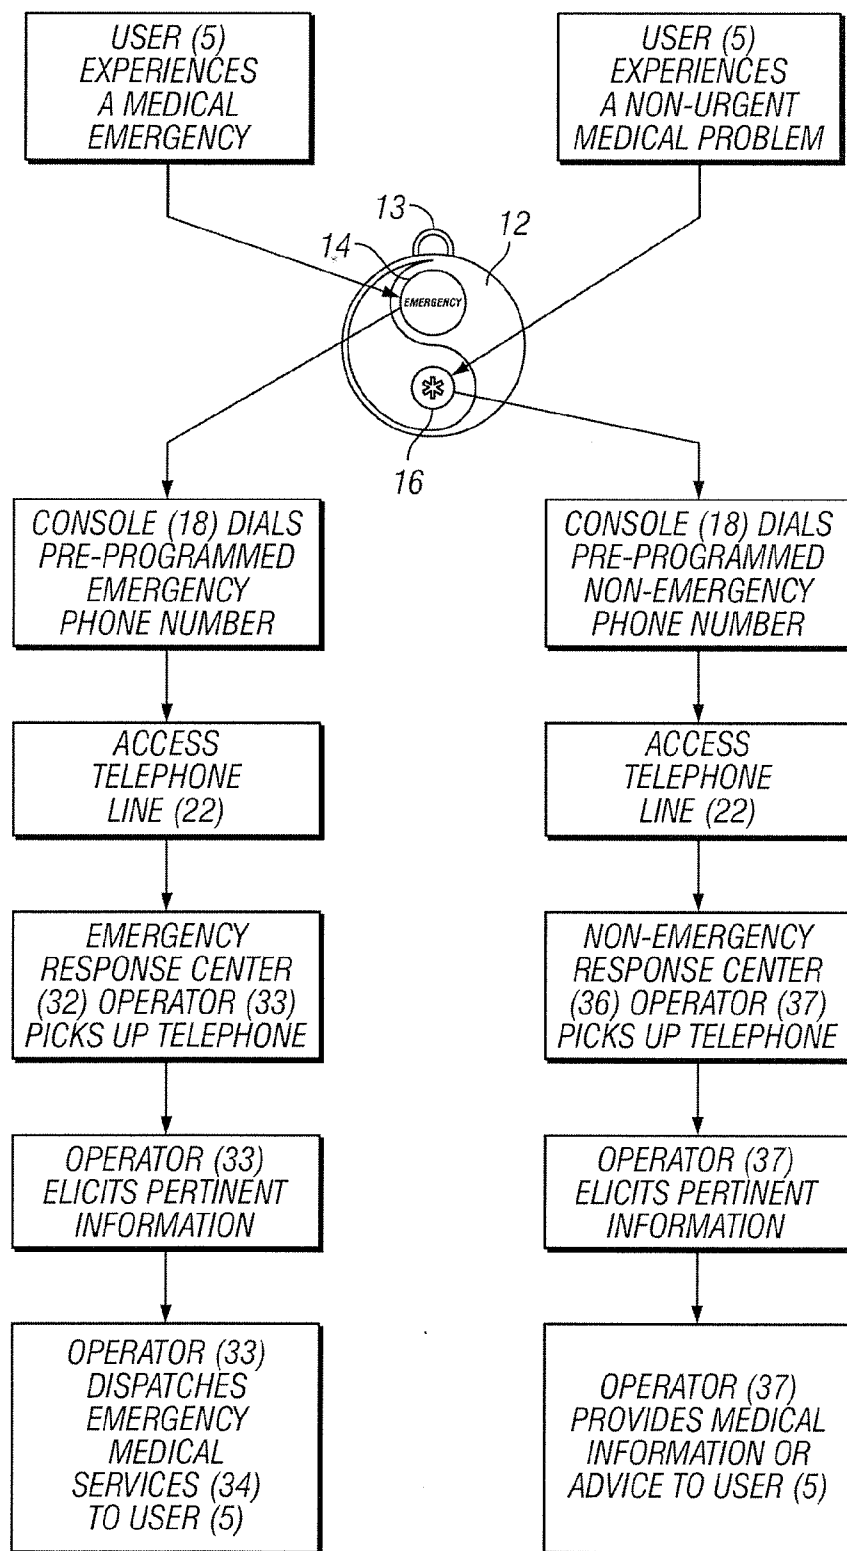 USER (5)
EXPERIENCES
A MEDICAL
EMERGENCY
USER (5)
EXPERIENCES
A NON-URGENT
MEDICAL PROBLEM
13
12
14
EMERGENCY
16
CONSOLE (18) DIALS
PRE-PROGRAMMED
EMERGENCY
PHONE NUMBER
CONSOLE (18) DIALS
PRE-PROGRAMMED
NON-EMERGENCY
PHONE NUMBER
ACCESS
TELEPHONE
LINE (22)
ACCESS
TELEPHONE
LINE (22)
EMERGENCY
RESPONSE CENTER
(32) OPERATOR (33)
PICKS UP TELEPHONE
NON-EMERGENCY
RESPONSE CENTER
(36) OPERATOR (37)
PICKS UP TELEPHONE
OPERATOR (33)
ELICITS PERTINENT
INFORMATION
OPERATOR (37)
ELICITS PERTINENT
INFORMATION
OPERATOR (33)
DISPATCHES
EMERGENCY
MEDICAL
SERVICES (34)
TO USER (5)
OPERATOR (37)
PROVIDES MEDICAL
INFORMATION OR
ADVICE TO USER (5)